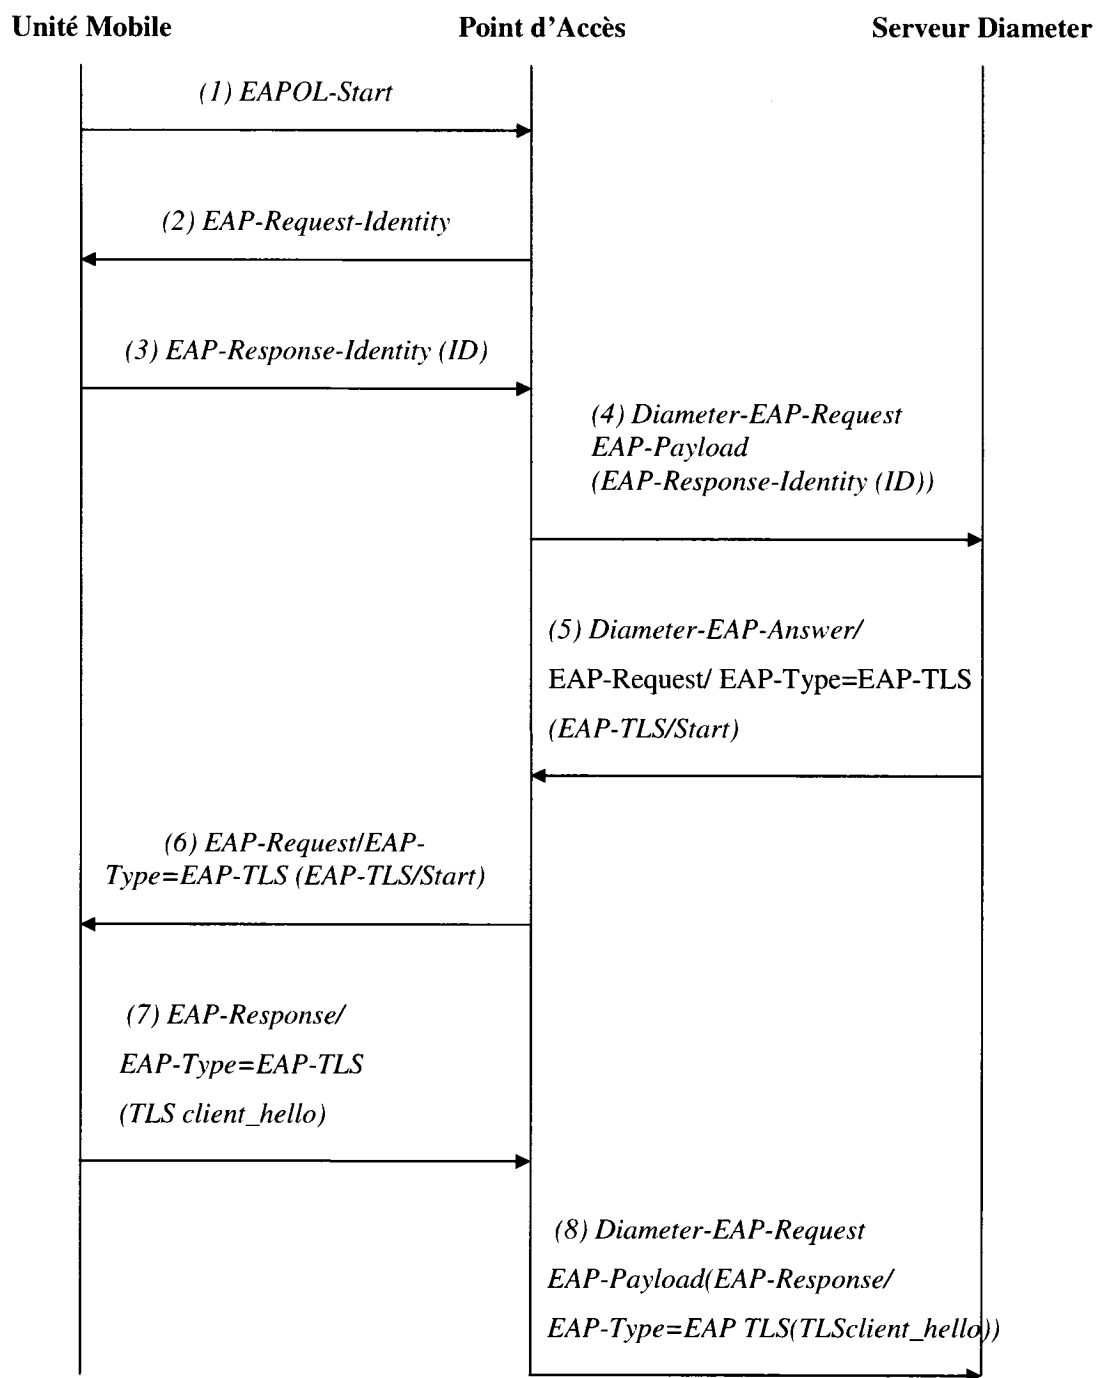 Unité Mobile
Point d'Accès
Serveur Diameter
(1) EAPOL-Start
(2) EAP-Request-Identity
(3) EAP-Response-Identity (ID)
(4) Diameter-EAP-Request
EAP-Payload
(EAP-Response-Identity (ID))
(5) Diameter-EAP-Answer/
EAP-Request/ EAP-Type=EAP-TLS
(EAP-TLS/Start)
(6) EAP-Request/EAP-
Type=EAP-TLS (EAP-TLS/Start)
(7) EAP-Response/
EAP-Type=EAP-TLS
(TLS client_hello)
(8) Diameter-EAP-Request
EAP-Payload(EAP-Response/
EAP-Type=EAP TLS(TLSclient_hello))